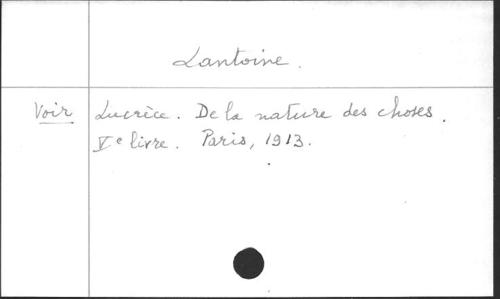 Lantoine.
Voir Lucrèce. De la nature des choses.
Ve livre. Paris, 1913.